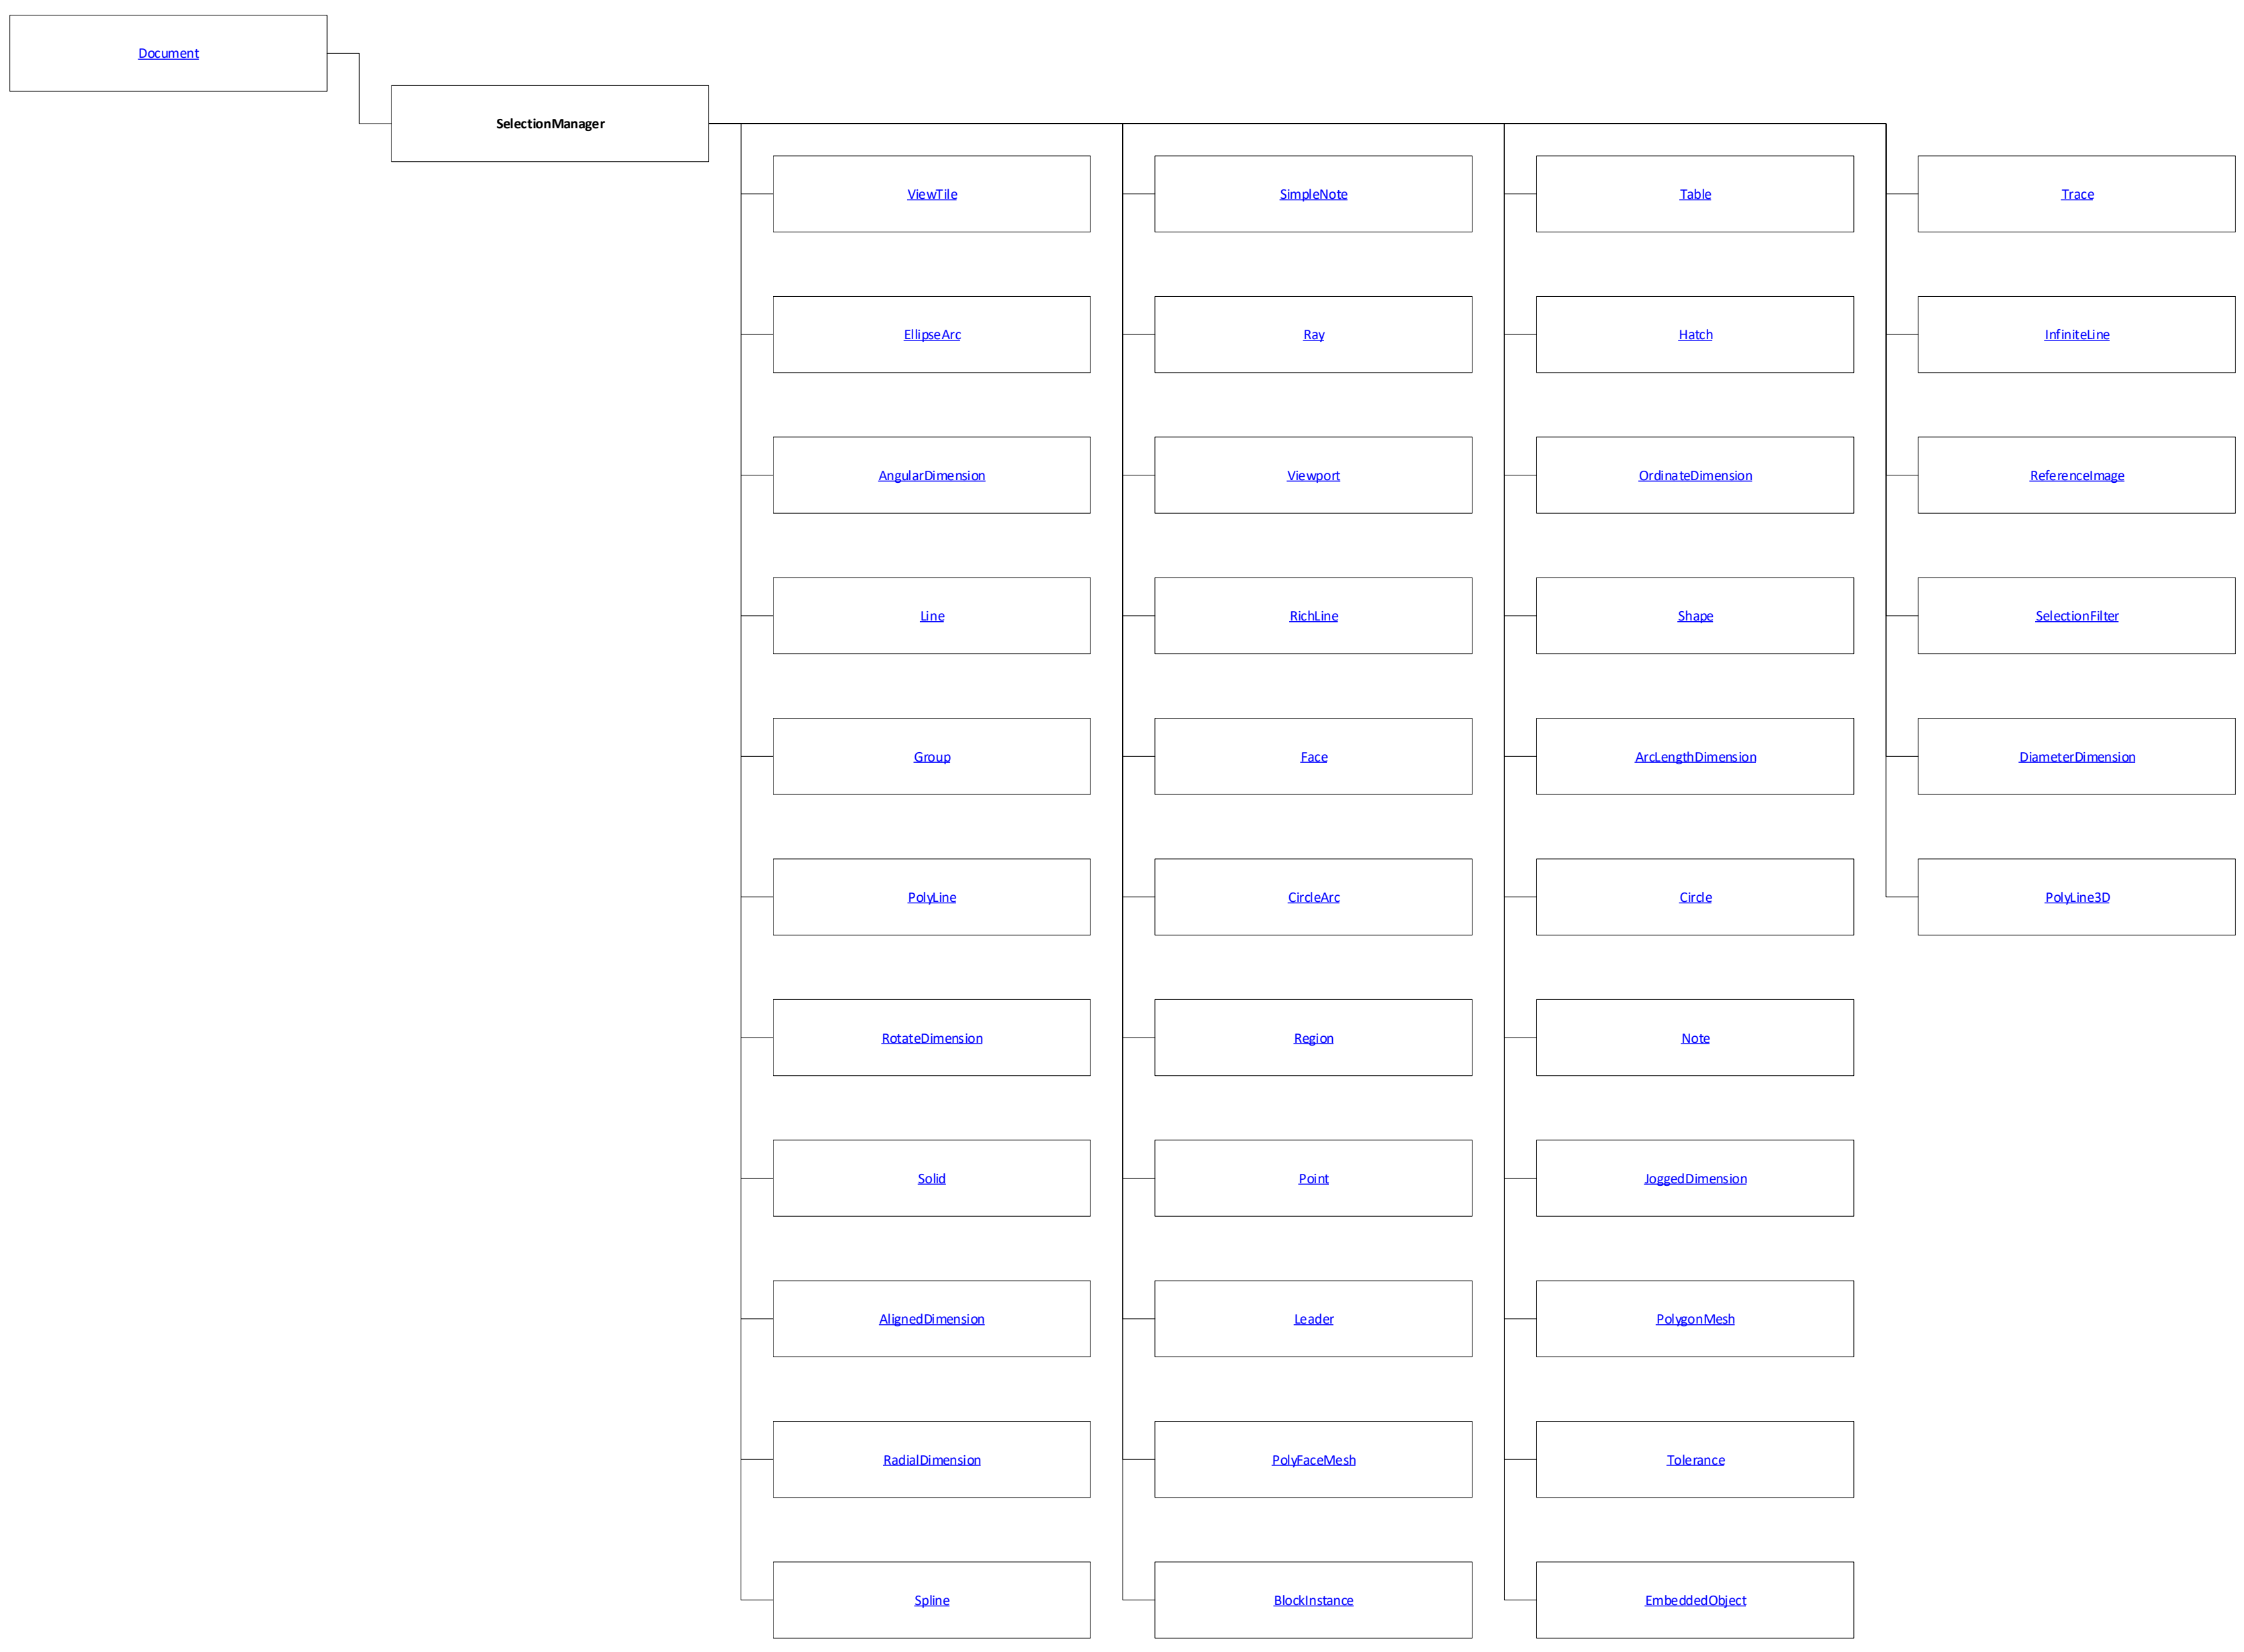 Document
SelectionManager
ViewTile
SimpleNote
Table
Trace
EllipseArc
Ray
Hatch
InfiniteLine
AngularDimension
Viewport
OrdinateDimension
ReferenceImage
Line
RichLine
Shape
SelectionFilter
Group
Face
ArcLengthDimension
DiameterDimension
PolyLine
CircleArc
Circle
PolyLine3D
RotateDimension
Region
Note
Solid
Point
JoggedDimension
AlignedDimension
Leader
PolygonMesh
RadialDimension
PolyFaceMesh
Tolerance
Spline
BlockInstance
EmbeddedObject